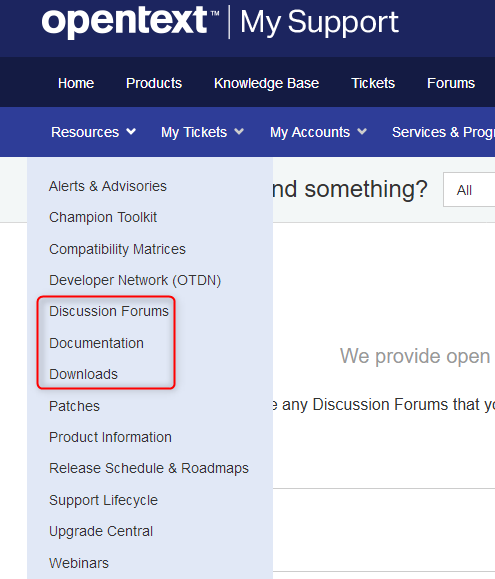 opentext™ | My Support
Home Products Knowledge Base Tickets Forums
Resources My Tickets My Accounts Services & Prog
nd something? All
Alerts & Advisories
Champion Toolkit
Compatibility Matrices
Developer Network (OTDN)
Discussion Forums
Documentation
We provide open
Downloads
e any Discussion Forums that yo
Patches
Product Information
Release Schedule & Roadmaps
Support Lifecycle
Upgrade Central
Webinars